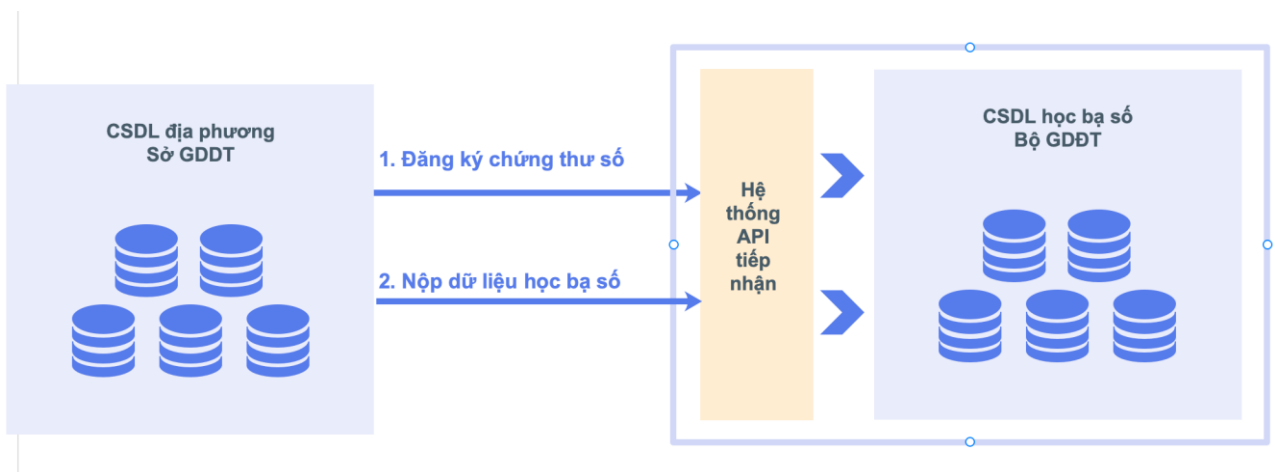 CSDL địa phương
Sở GDDT
1. Đăng ký chứng thư số
2. Nộp dữ liệu học bạ số
Hệ
thống
API
tiếp
nhận
CSDL học bạ số
Bộ GDĐT